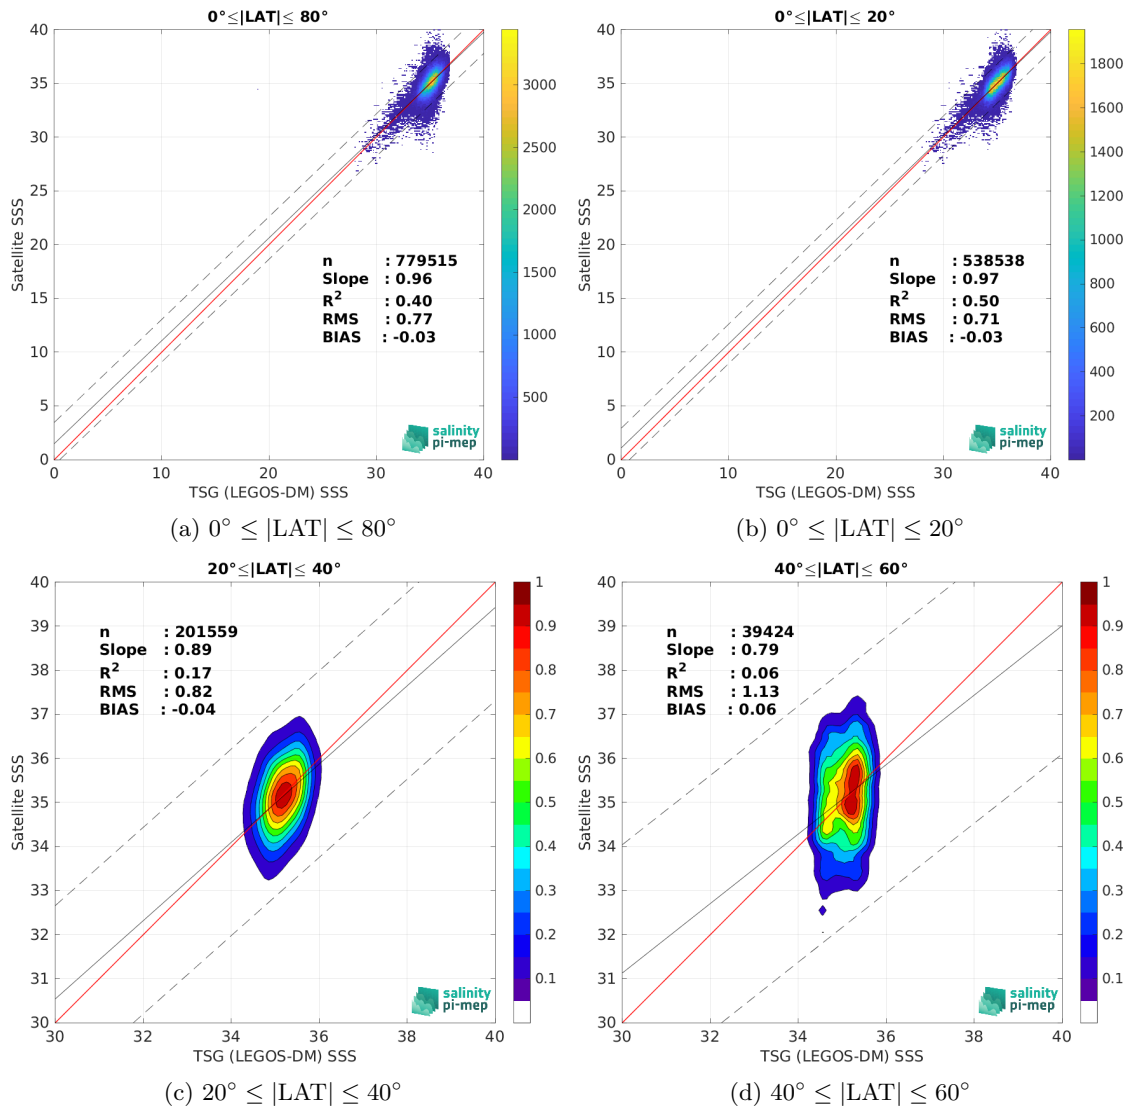 0°≤|LAT|≤ 80°
40
35
30
25
20
15
10
5
0
Satellite SSS
n : 779515
Slope : 0.96
R² : 0.40
RMS : 0.77
BIAS : -0.03
salinity
pi-mep
0 10 20 30 40
TSG (LEGOS-DM) SSS
3000
2500
2000
1500
1000
500
(a) 0° ≤ |LAT| ≤ 80°
0°≤|LAT|≤ 20°
40
35
30
25
20
15
10
5
0
Satellite SSS
n : 538538
Slope : 0.97
R² : 0.50
RMS : 0.71
BIAS : -0.03
salinity
pi-mep
0 10 20 30 40
TSG (LEGOS-DM) SSS
1800
1600
1400
1200
1000
800
600
400
200
(b) 0° ≤ |LAT| ≤ 20°
20°≤|LAT|≤ 40°
40
39
38
37
36
35
34
33
32
31
30
Satellite SSS
n : 201559
Slope : 0.89
R² : 0.17
RMS : 0.82
BIAS : -0.04
salinity
pi-mep
30 32 34 36 38 40
TSG (LEGOS-DM) SSS
1
0.9
0.8
0.7
0.6
0.5
0.4
0.3
0.2
0.1
(c) 20° ≤ |LAT| ≤ 40°
40°≤|LAT|≤ 60°
40
39
38
37
36
35
34
33
32
31
30
Satellite SSS
n : 39424
Slope : 0.79
R² : 0.06
RMS : 1.13
BIAS : 0.06
salinity
pi-mep
30 32 34 36 38 40
TSG (LEGOS-DM) SSS
1
0.9
0.8
0.7
0.6
0.5
0.4
0.3
0.2
0.1
(d) 40° ≤ |LAT| ≤ 60°